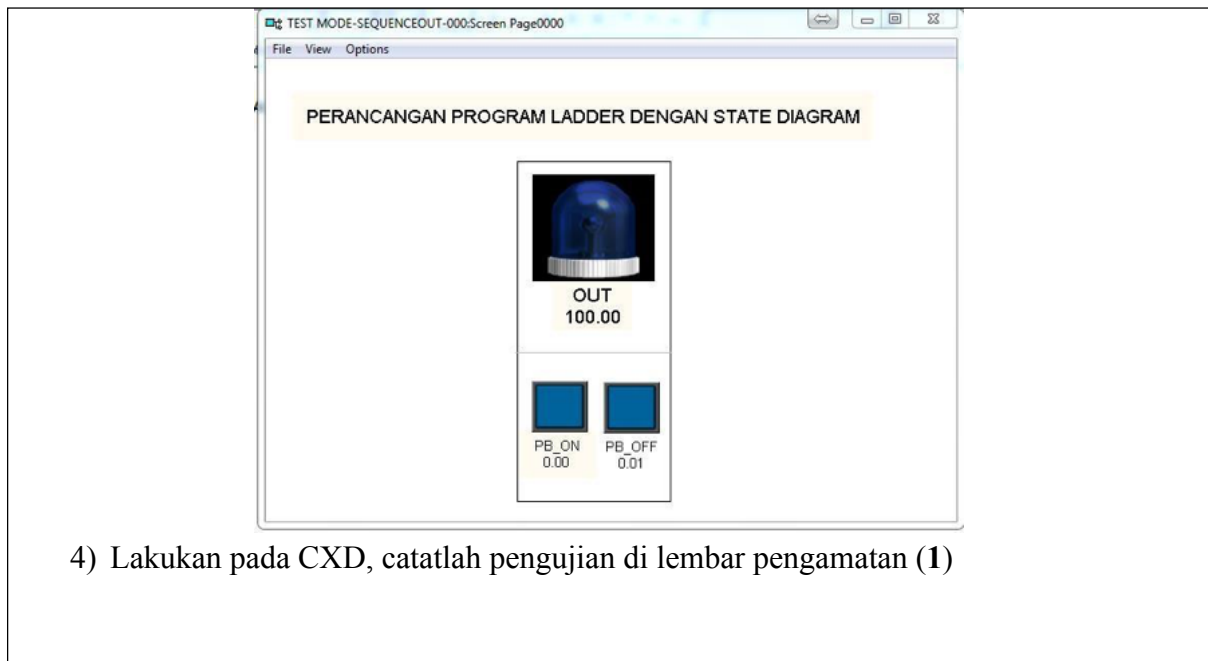 TEST MODE-SEQUENCEOUT-000:Screen Page0000
File View Options
PERANCANGAN PROGRAM LADDER DENGAN STATE DIAGRAM
OUT
100.00
PB_ON PB_OFF
0.00 0.01
4) Lakukan pada CXD, catatlah pengujian di lembar pengamatan (1)